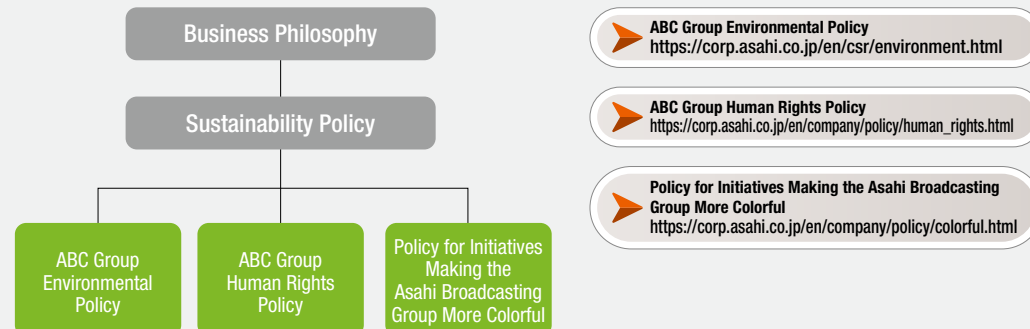 Business Philosophy
Sustainability Policy
ABC Group
Environmental
Policy
ABC Group
Human Rights
Policy
Policy for Initiatives
Making the
Asahi Broadcasting
Group More Colorful
ABC Group Environmental Policy
https://corp.asahi.co.jp/en/csr/environment.html
ABC Group Human Rights Policy
https://corp.asahi.co.jp/en/company/policy/human_rights.html
Policy for Initiatives Making the Asahi Broadcasting
Group More Colorful
https://corp.asahi.co.jp/en/company/policy/colorful.html